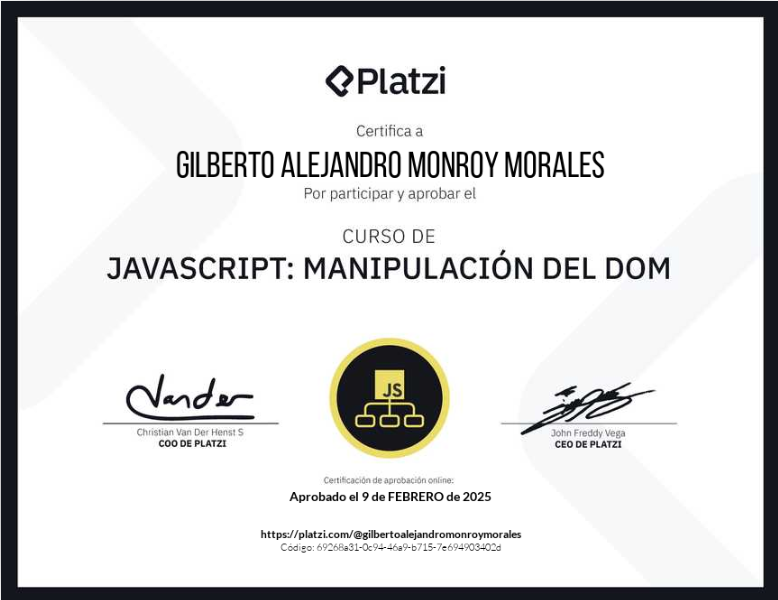 Platzi
Certifica a
GILBERTO ALEJANDRO MONROY MORALES
Por participar y aprobar el
CURSO DE
JAVASCRIPT: MANIPULACIÓN DEL DOM
JS
Vander
Christian Van Der Henst S
COO DE PLATZI
John Freddy Vega
CEO DE PLATZI
Certificación de aprobación online:
Aprobado el 9 de FEBRERO de 2025
https://platzi.com/@gilbertoalejandromonroymorales
Código: 69268a31-0c94-46a9-b715-7e694903402d